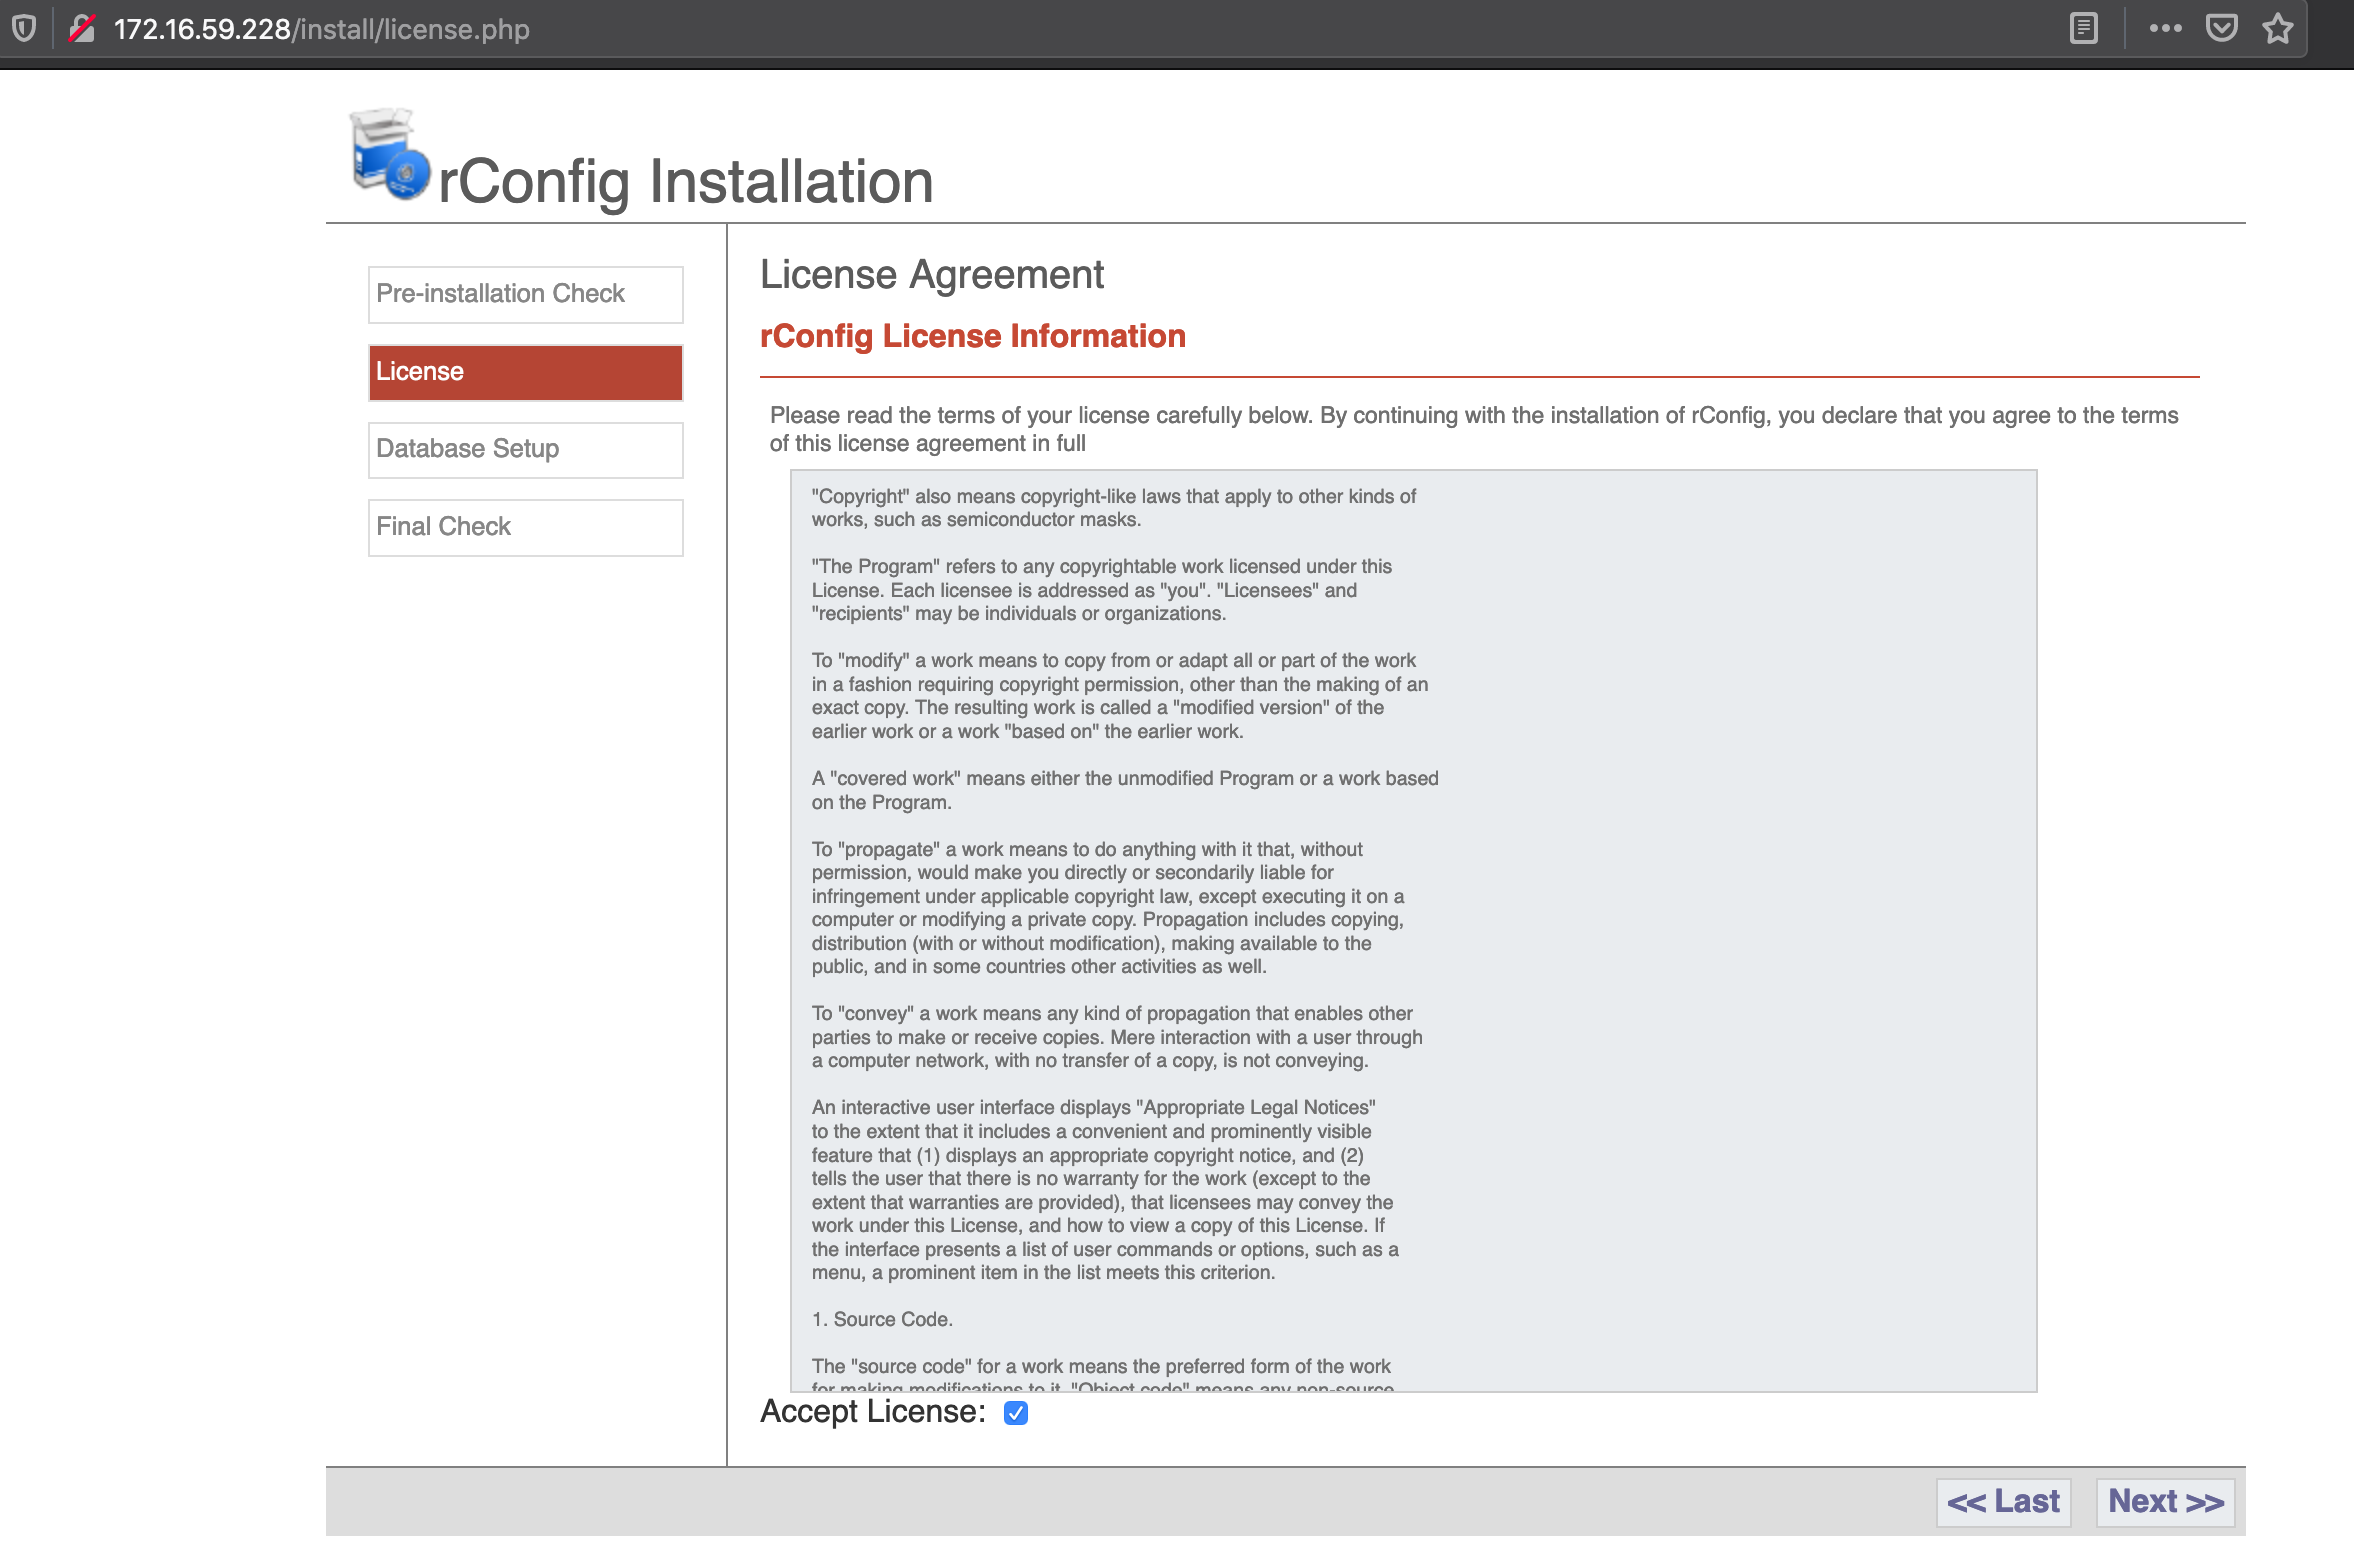 172.16.59.228/install/license.php
rConfig Installation
Pre-installation Check
License
Database Setup
Final Check
License Agreement
rConfig License Information
Please read the terms of your license carefully below. By continuing with the installation of rConfig, you declare that you agree to the terms
of this license agreement in full
"Copyright" also means copyright-like laws that apply to other kinds of
works, such as semiconductor masks.
"The Program" refers to any copyrightable work licensed under this
License. Each licensee is addressed as "you". "Licensees" and
"recipients" may be individuals or organizations.
To "modify" a work means to copy from or adapt all or part of the work
in a fashion requiring copyright permission, other than the making of an
exact copy. The resulting work is called a "modified version" of the
earlier work or a work "based on" the earlier work.
A "covered work" means either the unmodified Program or a work based
on the Program.
To "propagate" a work means to do anything with it that, without
permission, would make you directly or secondarily liable for
infringement under applicable copyright law, except executing it on a
computer or modifying a private copy. Propagation includes copying,
distribution (with or without modification), making available to the
public, and in some countries other activities as well.
To "convey" a work means any kind of propagation that enables other
parties to make or receive copies. Mere interaction with a user through
a computer network, with no transfer of a copy, is not conveying.
An interactive user interface displays "Appropriate Legal Notices"
to the extent that it includes a convenient and prominently visible
feature that (1) displays an appropriate copyright notice, and (2)
tells the user that there is no warranty for the work (except to the
extent that warranties are provided), that licensees may convey the
work under this License, and how to view a copy of this License. If
the interface presents a list of user commands or options, such as a
menu, a prominent item in the list meets this criterion.
1. Source Code.
The "source code" for a work means the preferred form of the work
for making modifications to it. "Object code" means any non-source
Accept License:
<< Last
Next >>